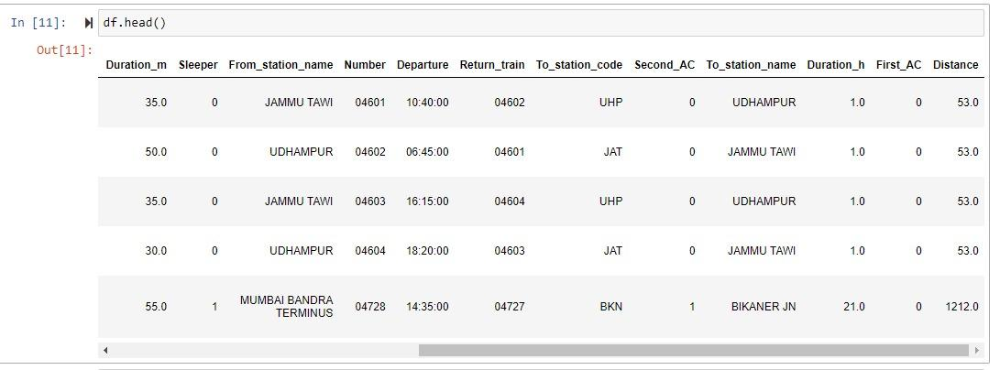 In [11]: df.head()
Out[11]:
Duration_m Sleeper From_station_name Number Departure Return_train To_station_code Second_AC To_station_name Duration_h First_AC Distance
35.0 0 JAMMU TAWI 04601 10:40:00 04602 UHP 0 UDHAMPUR 1.0 0 53.0
50.0 0 UDHAMPUR 04602 06:45:00 04601 JAT 0 JAMMU TAWI 1.0 0 53.0
35.0 0 JAMMU TAWI 04603 16:15:00 04604 UHP 0 UDHAMPUR 1.0 0 53.0
30.0 0 UDHAMPUR 04604 18:20:00 04603 JAT 0 JAMMU TAWI 1.0 0 53.0
55.0 1 MUMBAI BANDRA TERMINUS 04728 14:35:00 04727 BKN 1 BIKANER JN 21.0 0 1212.0